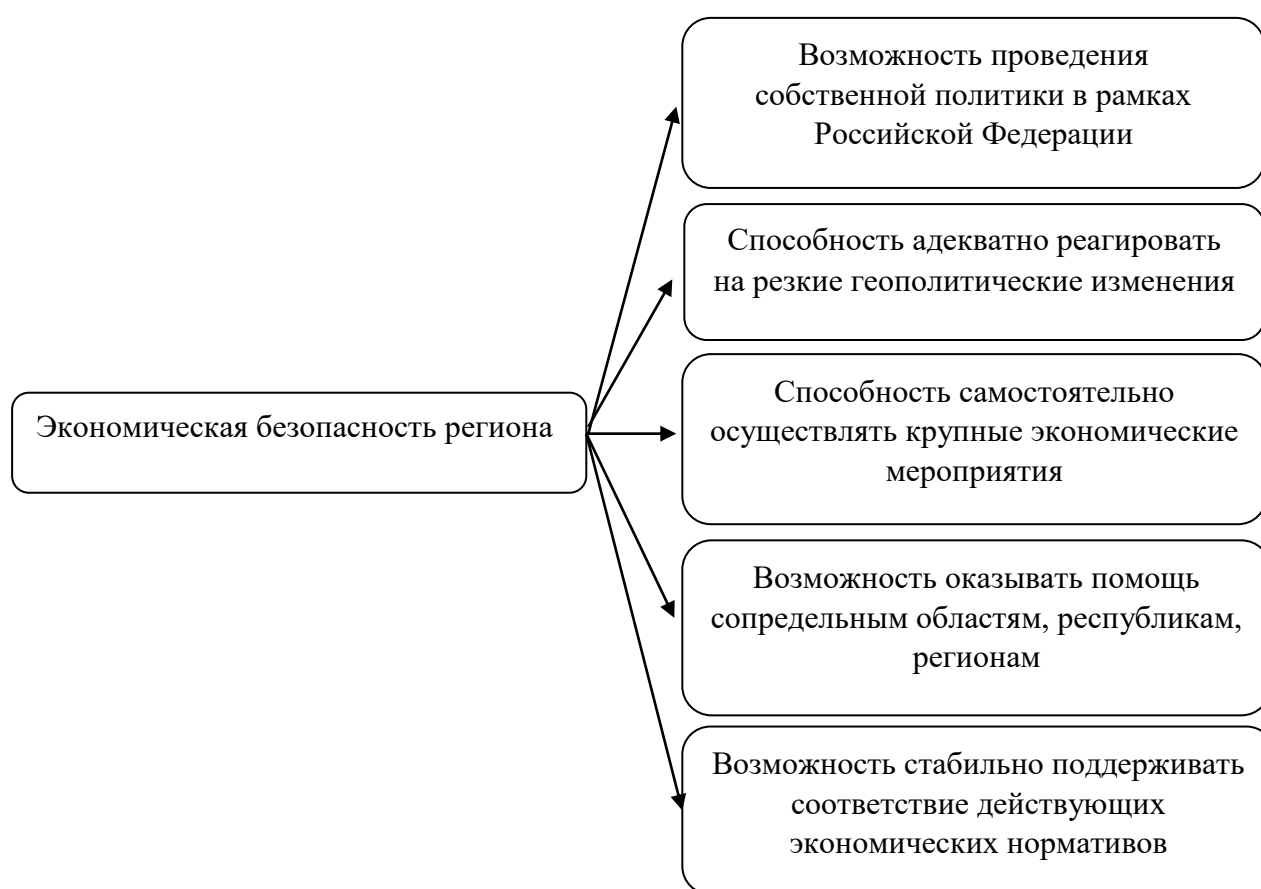 Возможность проведения
собственной политики в рамках
Российской Федерации
Способность адекватно реагировать
на резкие геополитические изменения
Экономическая безопасность региона
Способность самостоятельно
осуществлять крупные экономические
мероприятия
Возможность оказывать помощь
сопредельным областям, республикам,
регионам
Возможность стабильно поддерживать
соответствие действующих
экономических нормативов